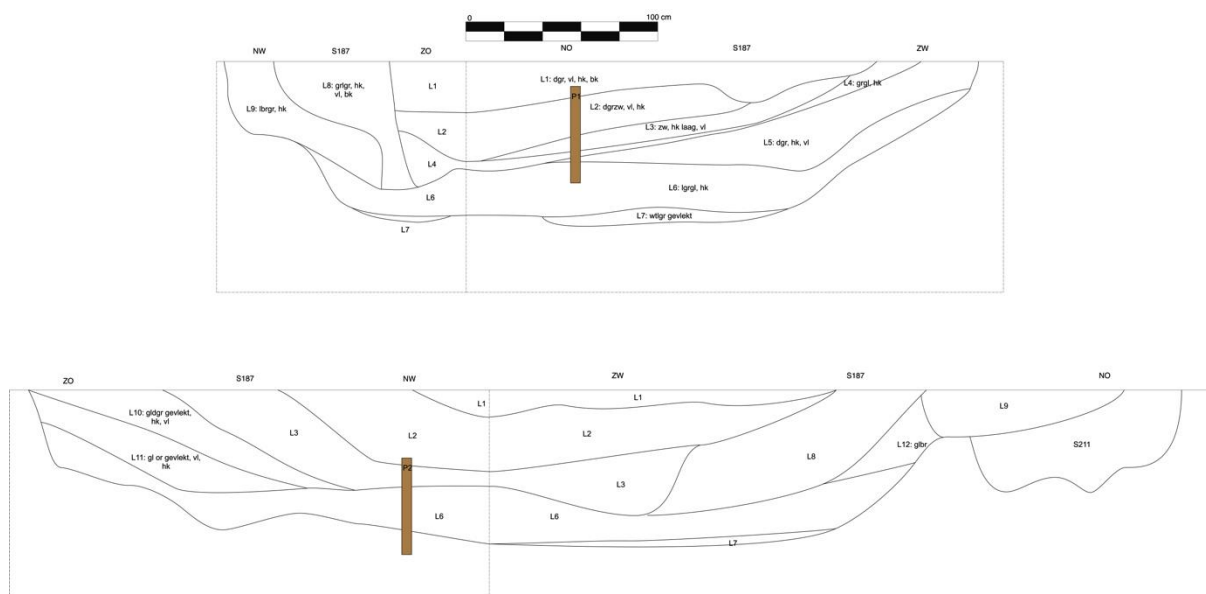 0 100 cm
NW S187 ZO NO S187 ZW
L9: lbrgr, hk
L8: grlgr, hk,
vl, bk
L1
L1: dgr, vl, hk, bk
P1
L2: dgrzw, vl, hk
L4: grgl, hk
L2
L3: zw, hk laag, vl
L5: dgr, hk, vl
L4
L6
L6: lgrgl, hk
L7
L7: wtlgr gevlekt
ZO S187 NW ZW S187 NO
L10: gldgr gevlekt,
hk, vl
L3
L1
L1
L9
L2
L2
L11: gl or gevlekt, vl,
hk
P2
L3
L8
L12: glbr
S211
L6
L6
L7